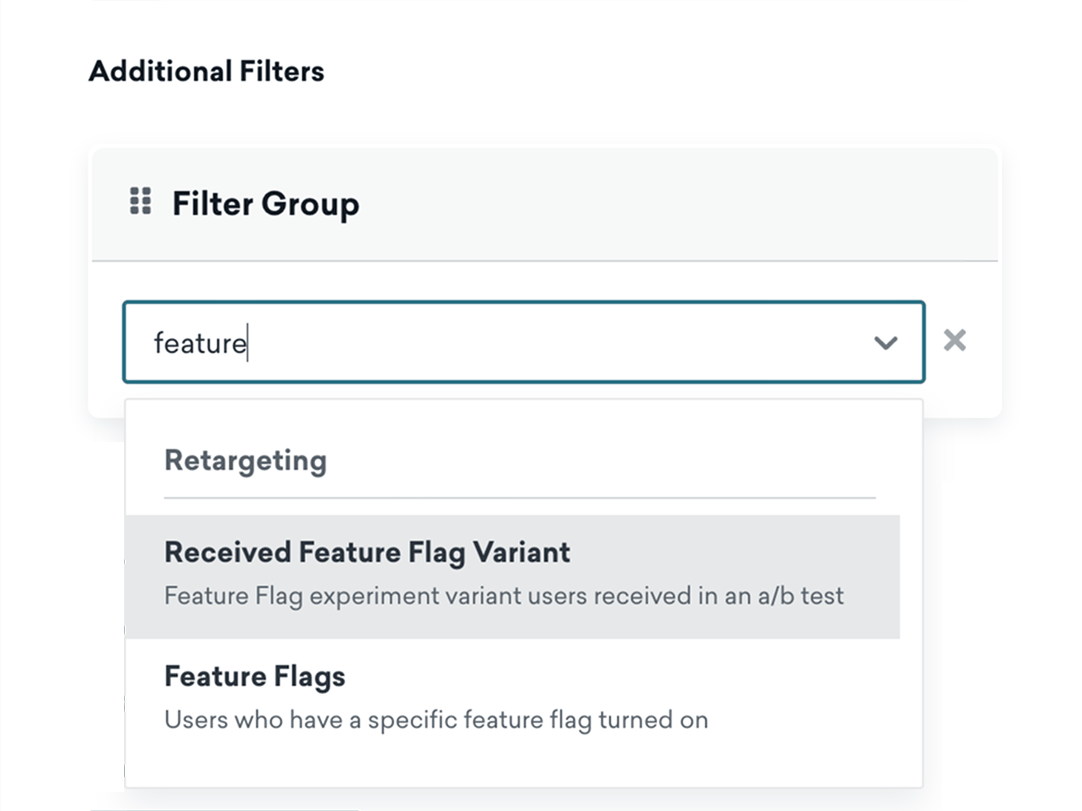 Additional Filters
Filter Group
feature
Retargeting
Received Feature Flag Variant
Feature Flag experiment variant users received in an a/b test
Feature Flags
Users who have a specific feature flag turned on